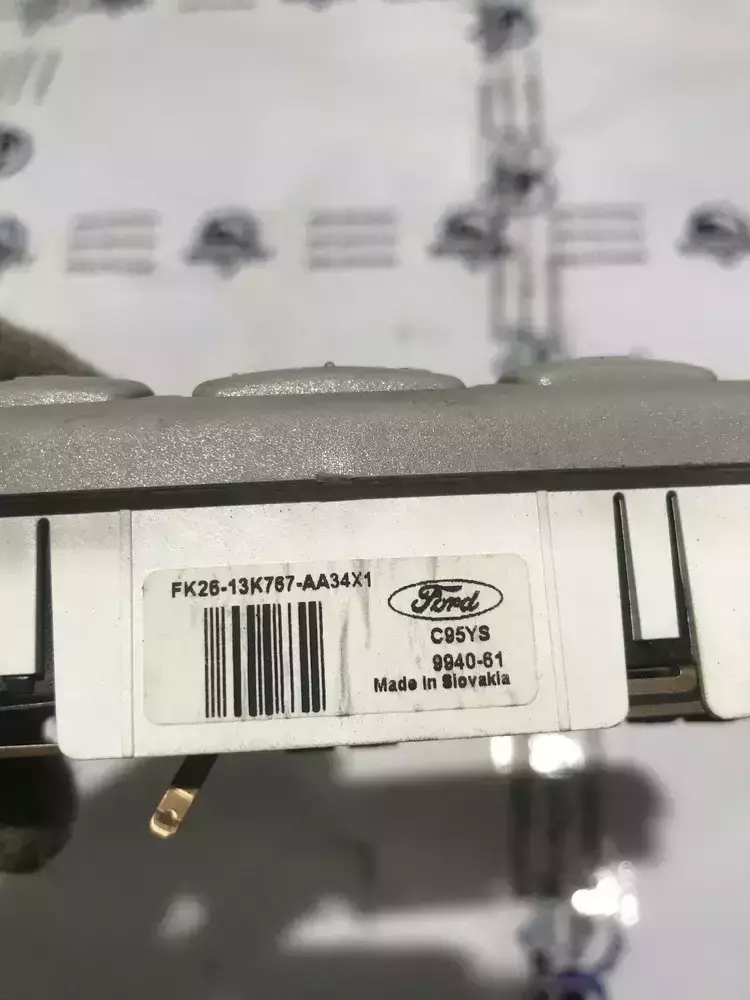 FK26-13K767-AA34X1
Ford
C95YS
9940-61
Made in Slovakia